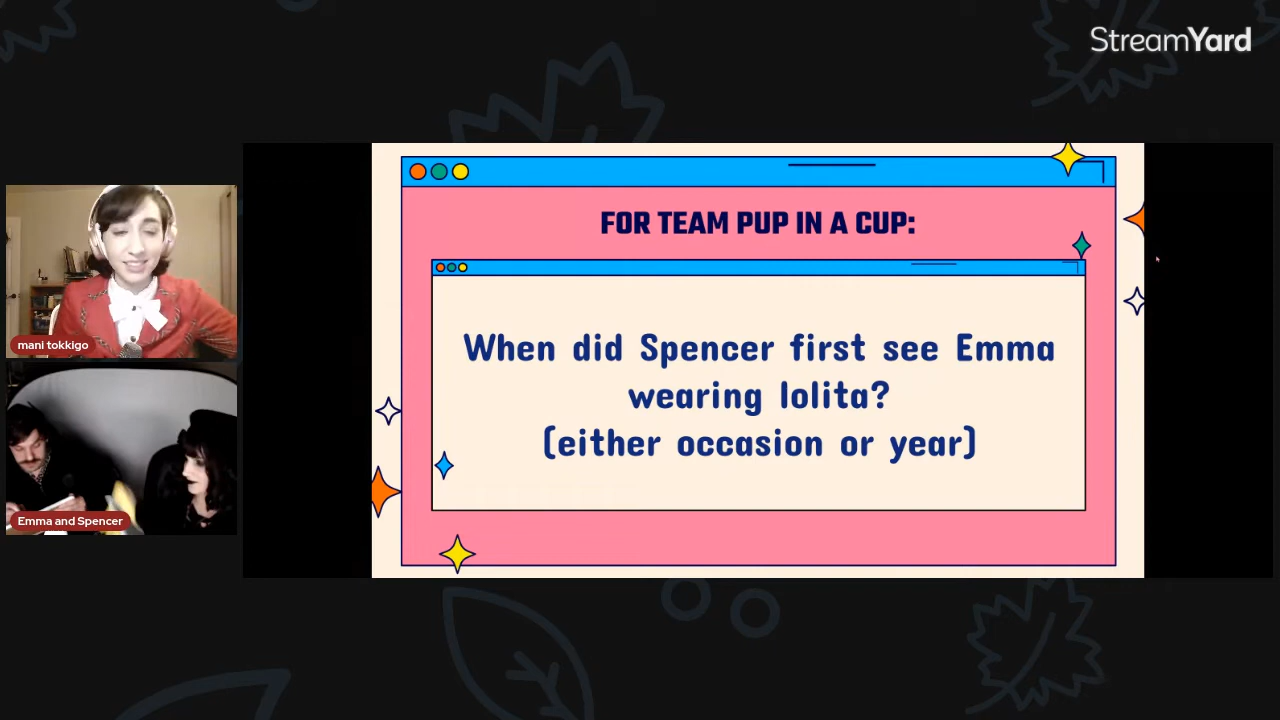 StreamYard
FOR TEAM PUP IN A CUP:
When did Spencer first see Emma
wearing lolita?
(either occasion or year)
mani tokkigo
Emma and Spencer